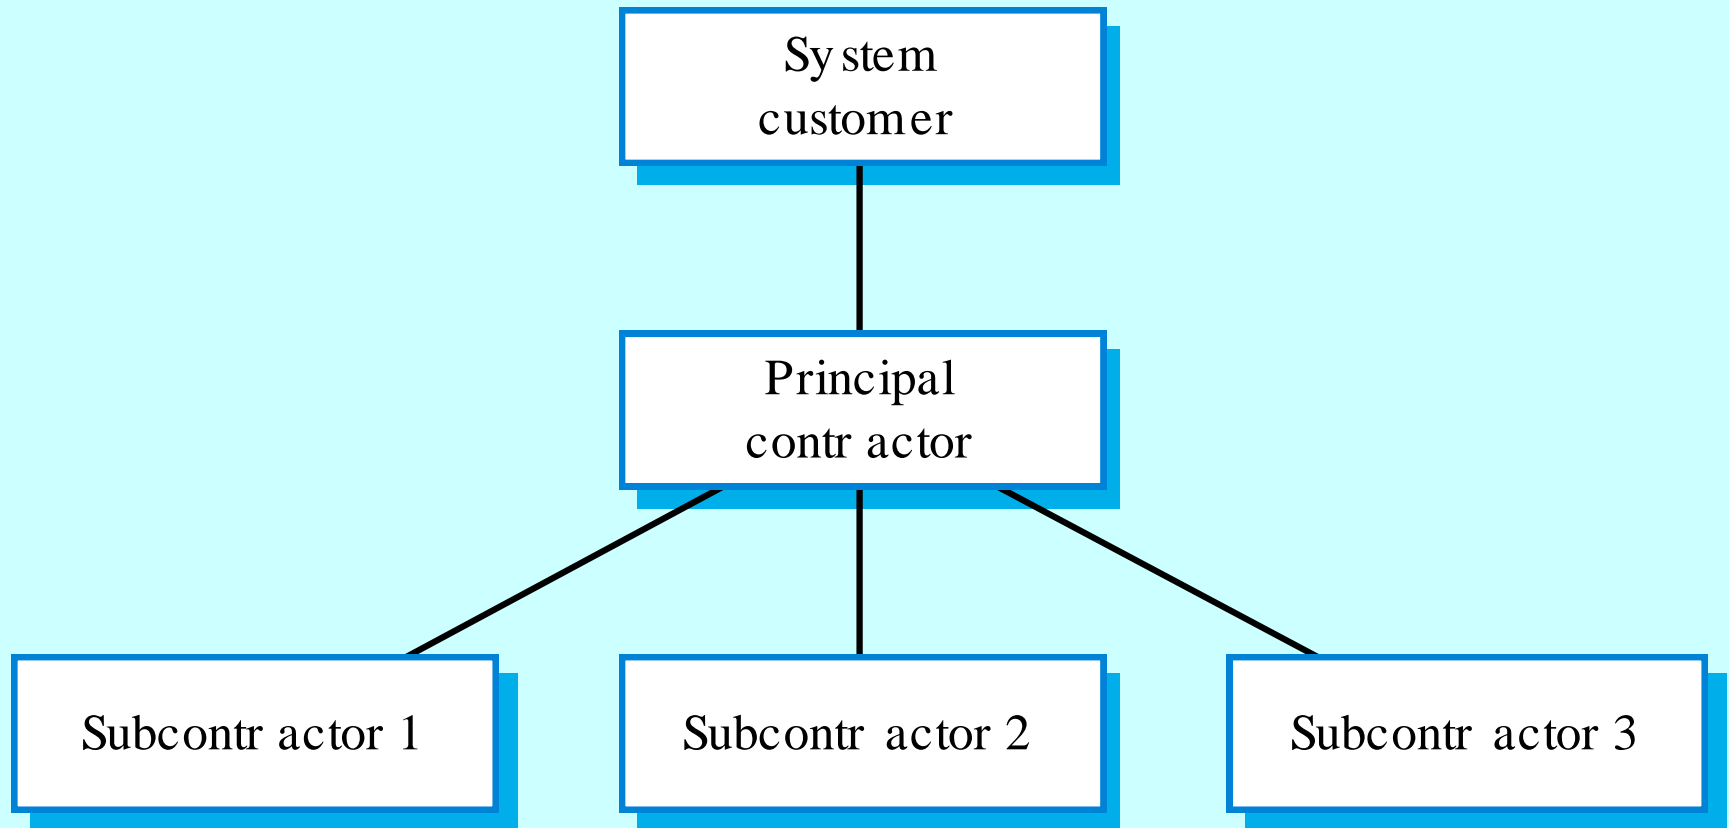 System
customer
Principal
contractor
Subcontractor 1
Subcontractor 2
Subcontractor 3